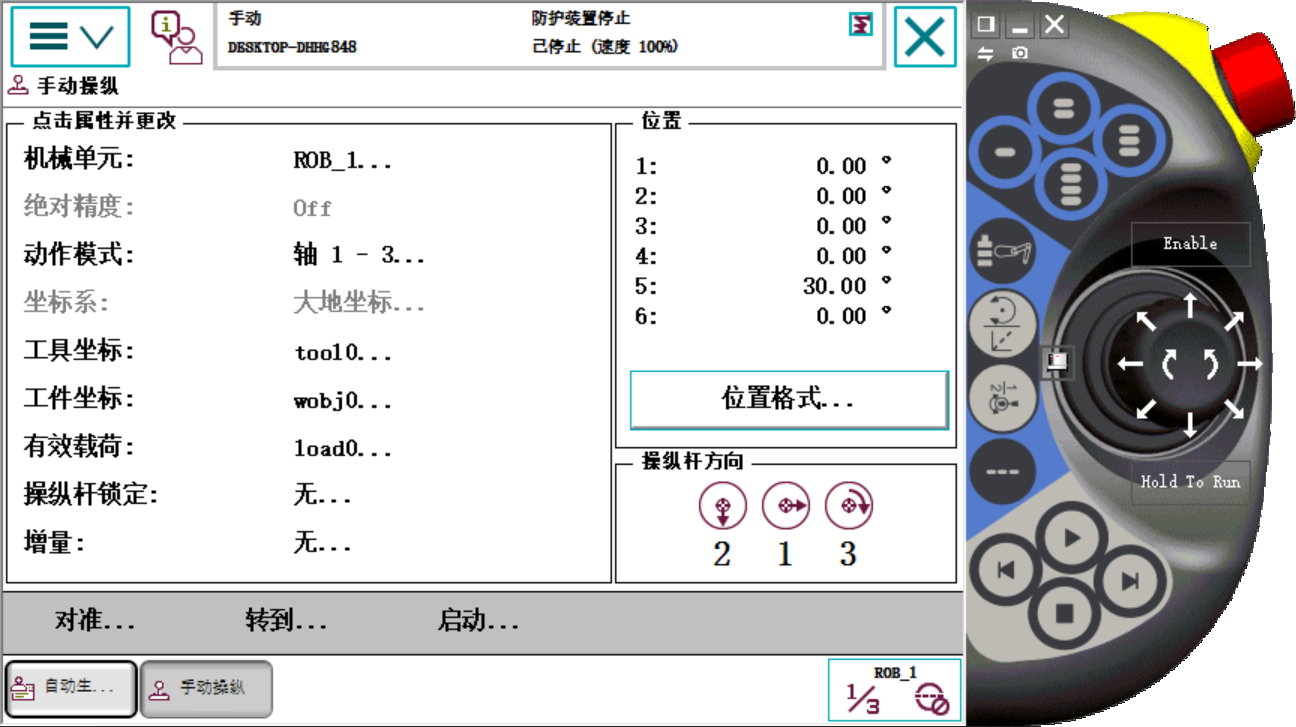 手动
防护装置停止
DESKTOP-DHHG848
已停止 (速度 100%)
手动操纵
点击属性并更改
机械单元: ROB_1...
绝对精度: Off
动作模式: 轴 1 - 3...
坐标系: 大地坐标...
工具坐标: tool0...
工件坐标: wobj0...
有效载荷: load0...
操纵杆锁定: 无...
增量: 无...
位置
1: 0.00 °
2: 0.00 °
3: 0.00 °
4: 0.00 °
5: 30.00 °
6: 0.00 °
位置格式...
操纵杆方向
2 1 3
对准... 转到... 启动...
自动生... 手动操纵
ROB_1
1/3
Enable
Hold To Run